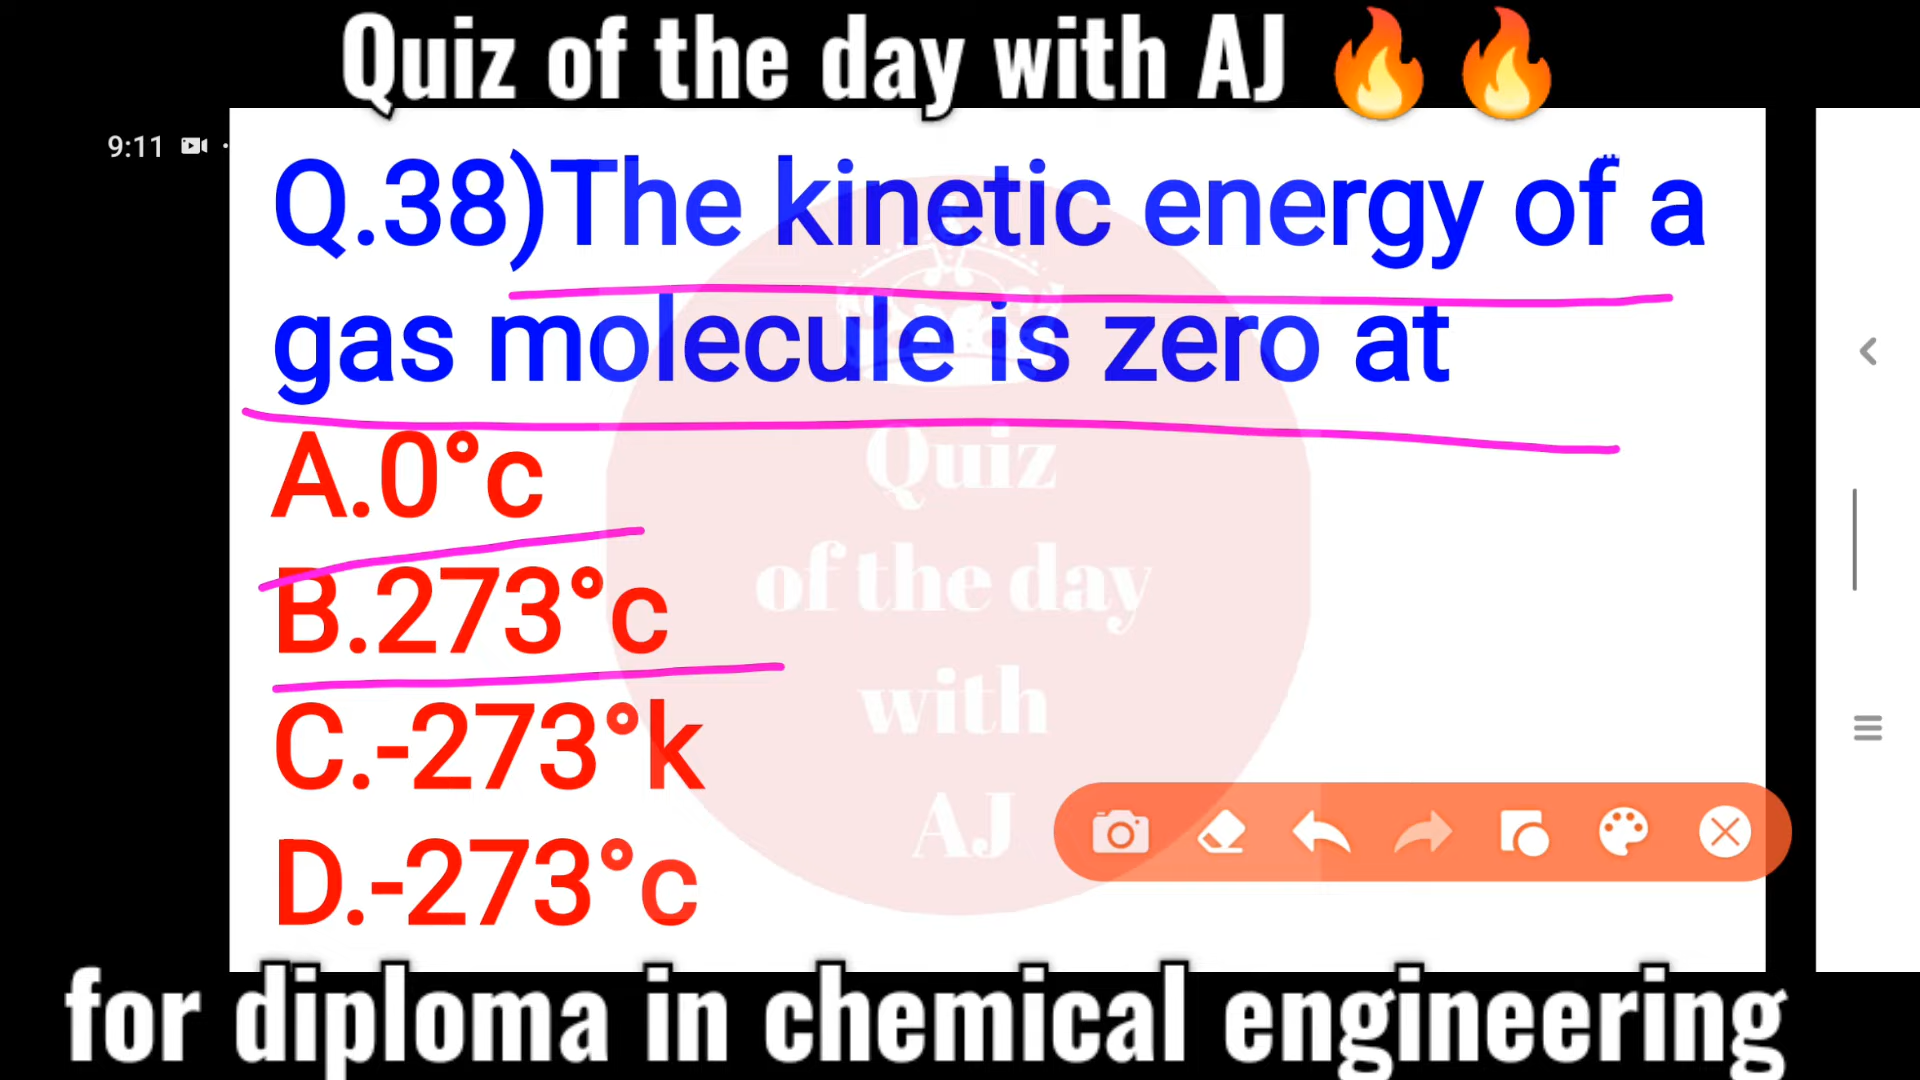 Quiz of the day with AJ 🔥🔥
9:11
Q.38)The kinetic energy of a
gas molecule is zero at
A.0°c
B.273°c
C.-273°k
D.-273°c
Quiz
of the day
with
AJ
for diploma in chemical engineering